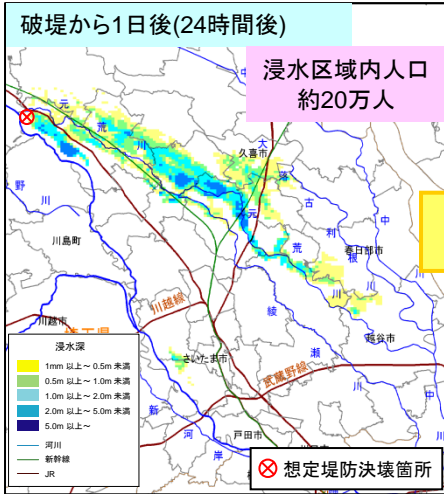 破堤から1日後(24時間後)
浸水区域内人口
約20万人
元
荒
川
大
久喜市
落
古
利
根
川
中
川
野
川
川島町
元
荒
川
春日部市
綾
瀬
川
越谷市
川越市
川越線
さいたま市
武蔵野線
新
河
岸
戸田市
浸水深
1mm 以上~ 0.5m 未満
0.5m 以上~ 1.0m 未満
1.0m 以上~ 2.0m 未満
2.0m 以上~ 5.0m 未満
5.0m 以上~
河川
新幹線
JR
想定堤防決壊箇所